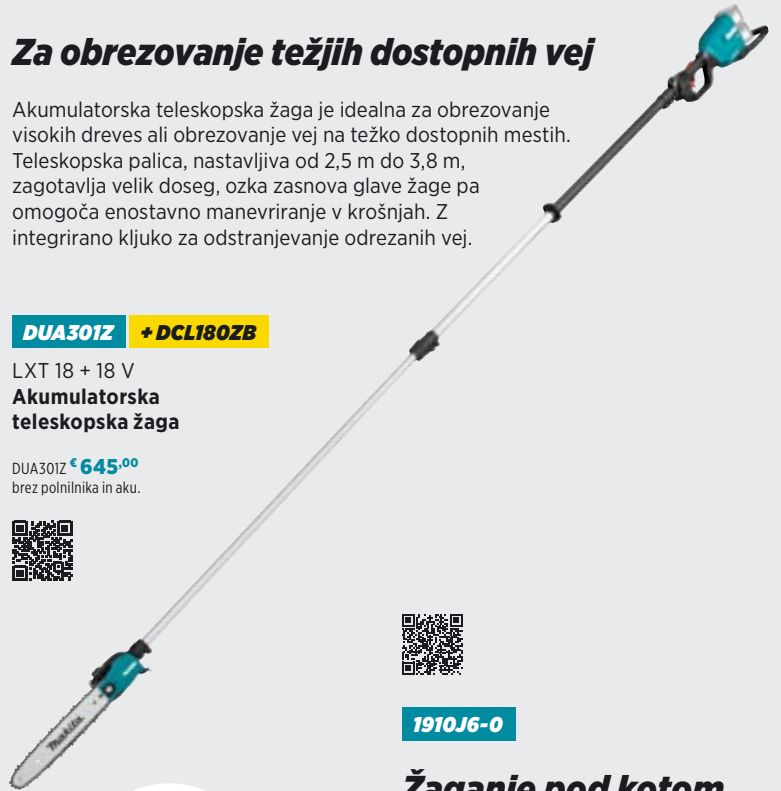 Za obrezovanje težjih dostopnih vej
Akumulatorska teleskopska žaga je idealna za obrezovanje
visokih dreves ali obrezovanje vej na težko dostopnih mestih.
Teleskopska palica, nastavljiva od 2,5 m do 3,8 m,
zagotavlja velik doseg, ozka zasnova glave žage pa
omogoča enostavno manevriranje v krošnjah. Z
integrirano kljuko za odstranjevanje odrezanih vej.
DUA301Z + DCL180ZB
LXT 18 + 18 V
Akumulatorska
teleskopska žaga
DUA301Z € 645,00
brez polnilnika in aku.
Makita
1910J6-0
Žaganje pod kotom